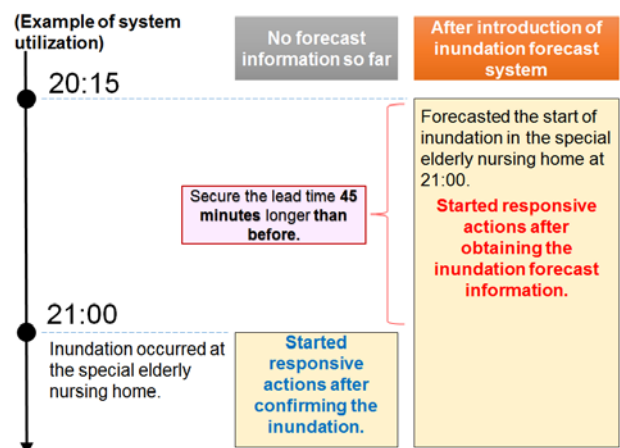 (Example of system
utilization)
No forecast
information so far
After introduction of
inundation forecast
system
20:15
Forecasted the start of
inundation in the special
elderly nursing home at
21:00.
Started responsive
actions after
obtaining the
inundation forecast
information.
Secure the lead time 45
minutes longer than
before.
21:00
Inundation occurred at
the special elderly
nursing home.
Started
responsive
actions after
confirming the
inundation.